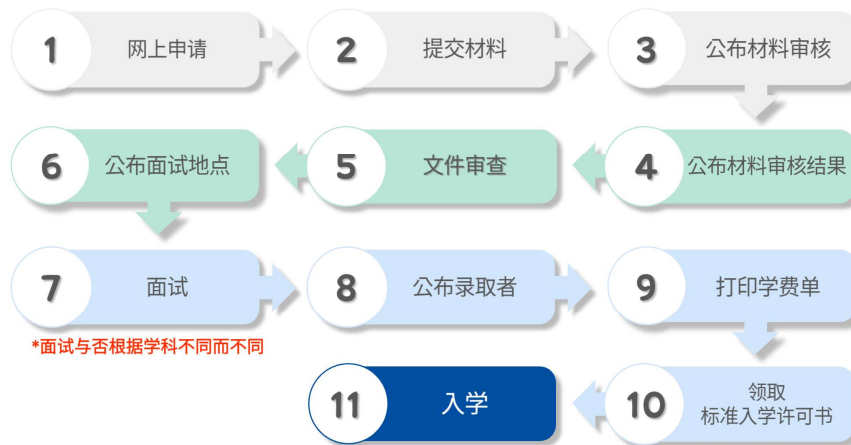 1 网上申请
2 提交材料
3 公布材料审核
4 公布材料审核结果
5 文件审查
6 公布面试地点
7 面试
*面试与否根据学科不同而不同
8 公布录取者
9 打印学费单
10 领取
标准入学许可书
11 入学